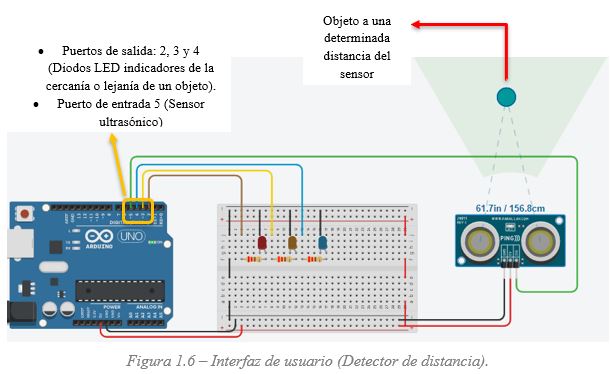 • Puertos de salida: 2, 3 y 4
(Diodos LED indicadores de la
cercanía o lejanía de un objeto).
• Puerto de entrada 5 (Sensor
ultrasónico)
Objeto a una
determinada
distancia del
sensor
61.7in / 156.8cm
PING)))
DIGITAL
UNO
ARDUINO
POWER
ANALOG IN
Figura 1.6 – Interfaz de usuario (Detector de distancia).